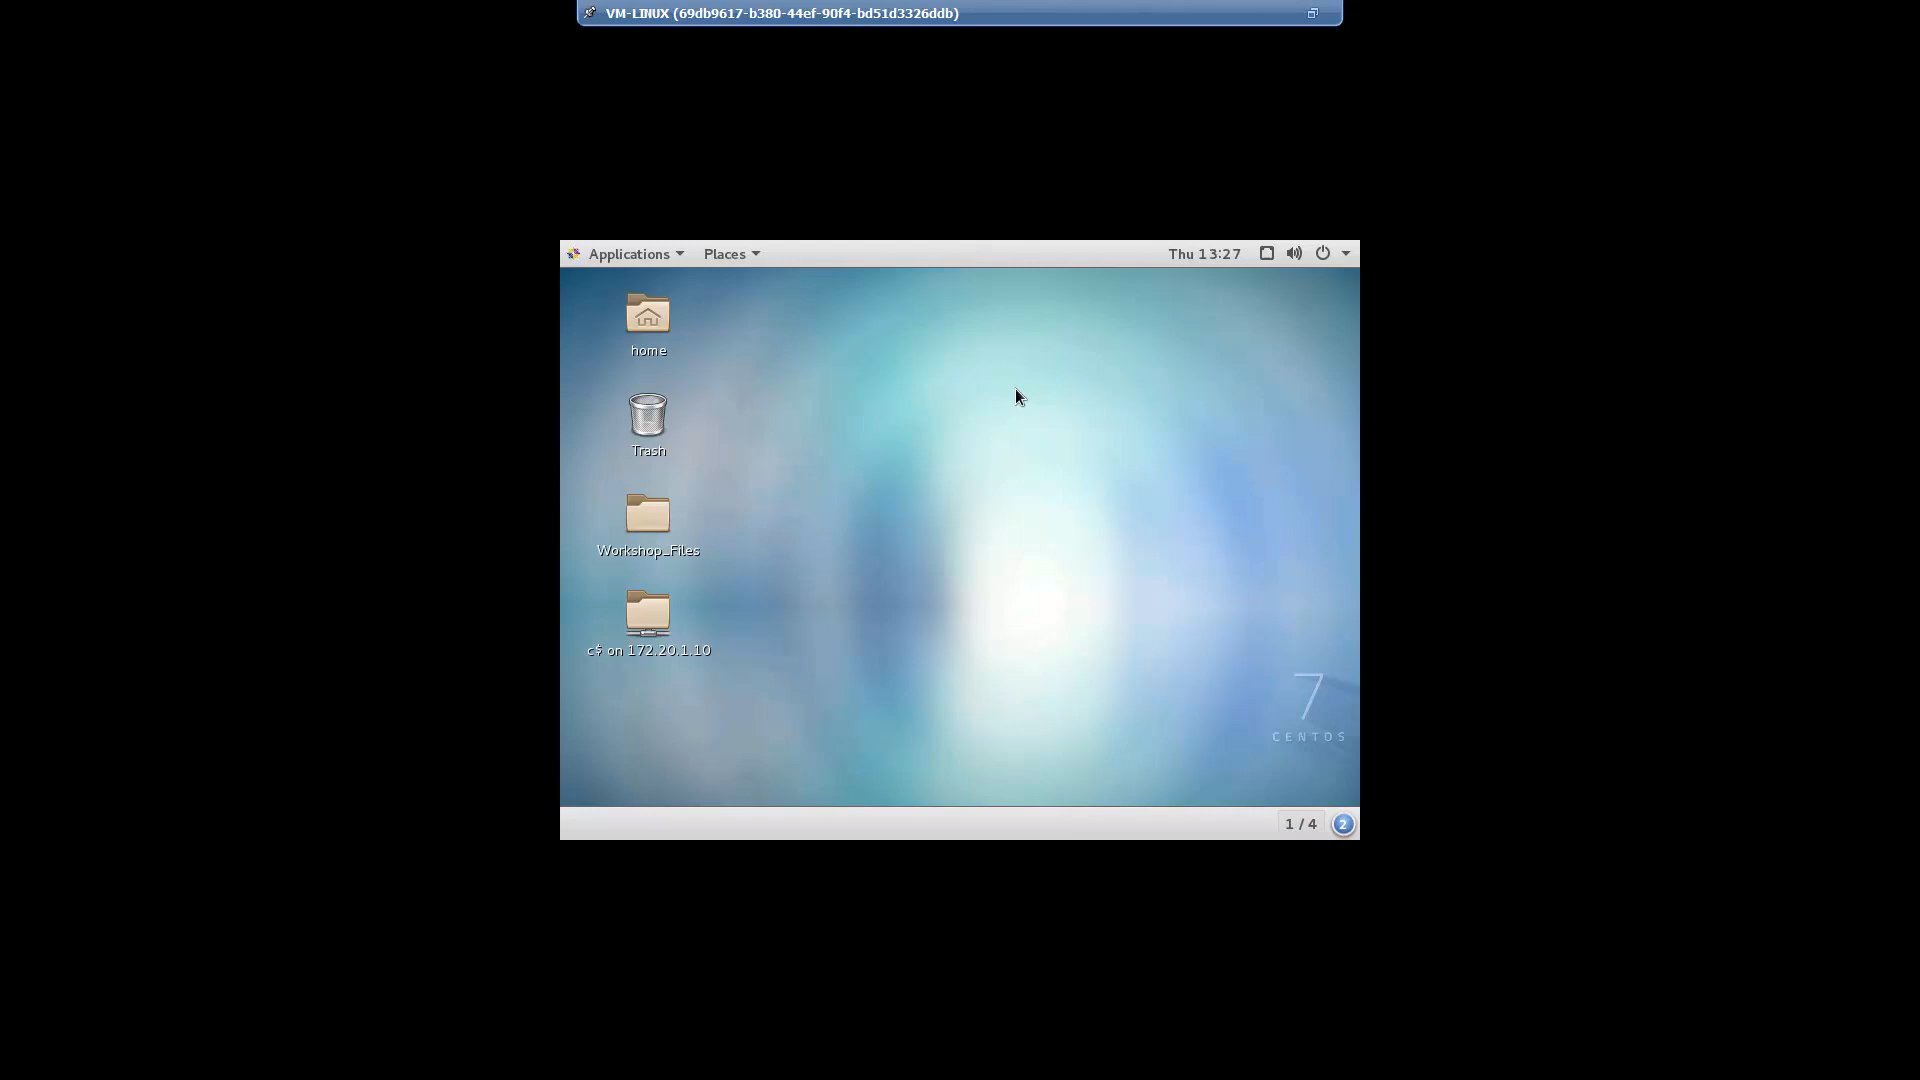 VM-LINUX (69db9617-b380-44ef-90f4-bd51d3326ddb)
Applications Places Thu 13:27
home
Trash
Workshop_Files
c$ on 172.20.1.10
7
CENTOS
1 / 4 2